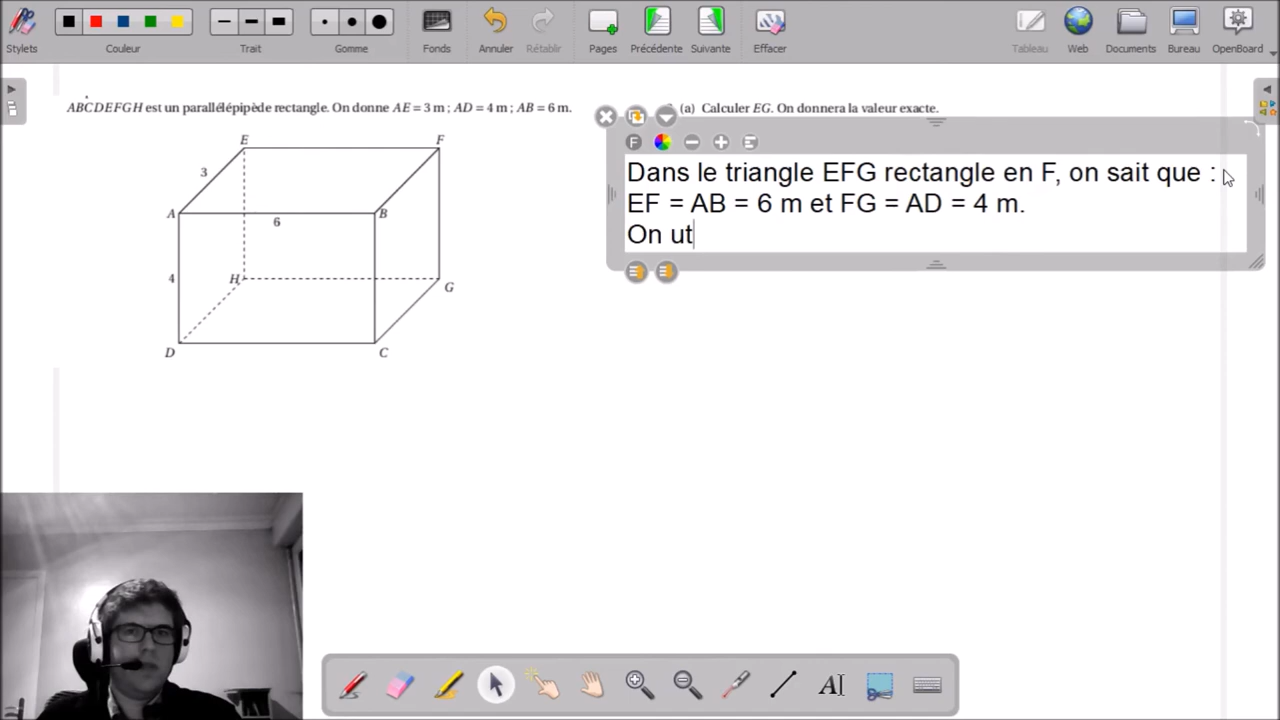 Stylets Couleur Trait Gomme Fonds Annuler Rétablir Pages Précédente Suivante Effacer Tableau Web Documents Bureau OpenBoard
ABCDEFGH est un parallélépipède rectangle. On donne AE = 3 m ; AD = 4 m ; AB = 6 m.
(a) Calculer EG. On donnera la valeur exacte.
F
Dans le triangle EFG rectangle en F, on sait que :
EF = AB = 6 m et FG = AD = 4 m.
On ut
E F
3
A B
6
4 H G
D C
AI